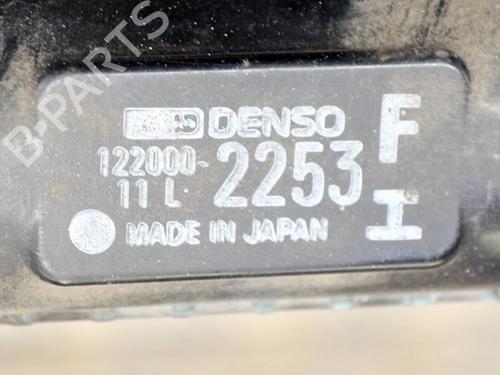 DENSO F
122000-2253
11 L
MADE IN JAPAN H
B-PARTS